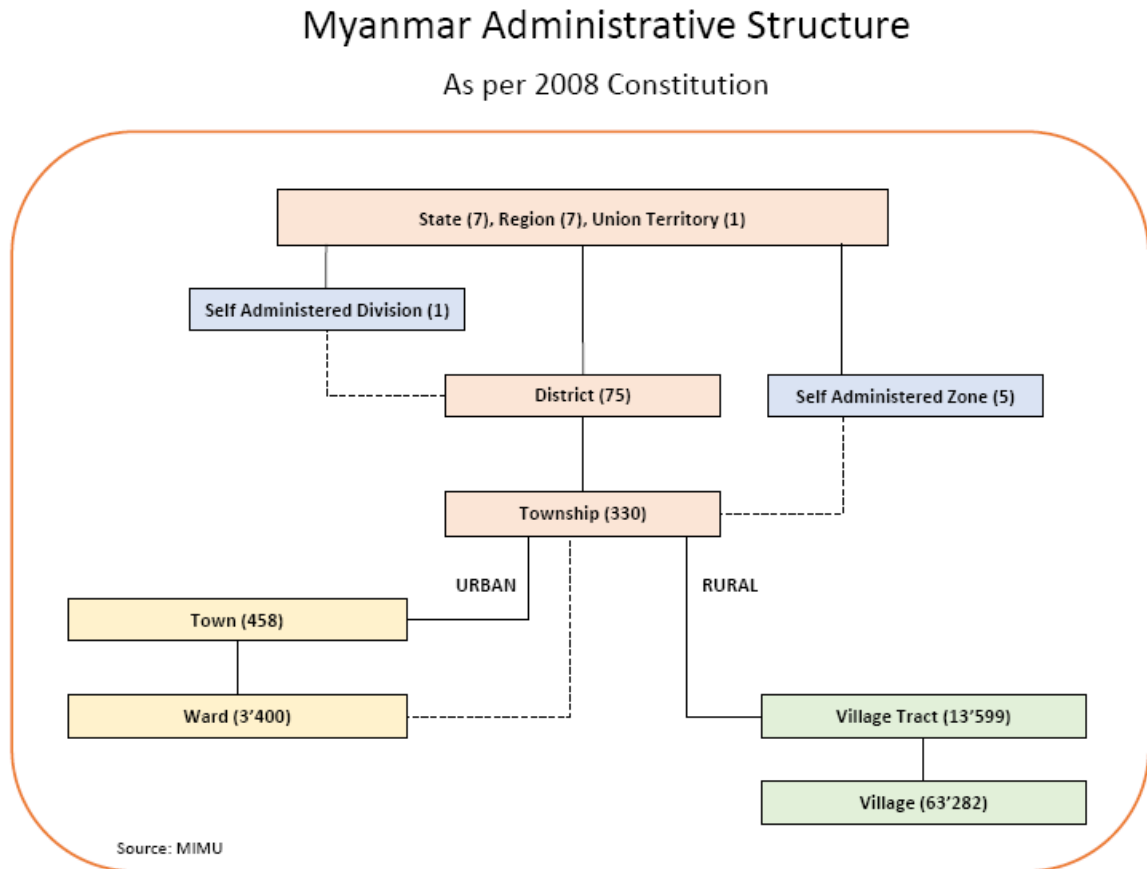 Myanmar Administrative Structure
As per 2008 Constitution
State (7), Region (7), Union Territory (1)
Self Administered Division (1)
District (75)
Self Administered Zone (5)
Township (330)
URBAN
RURAL
Town (458)
Ward (3’400)
Village Tract (13’599)
Village (63’282)
Source: MIMU